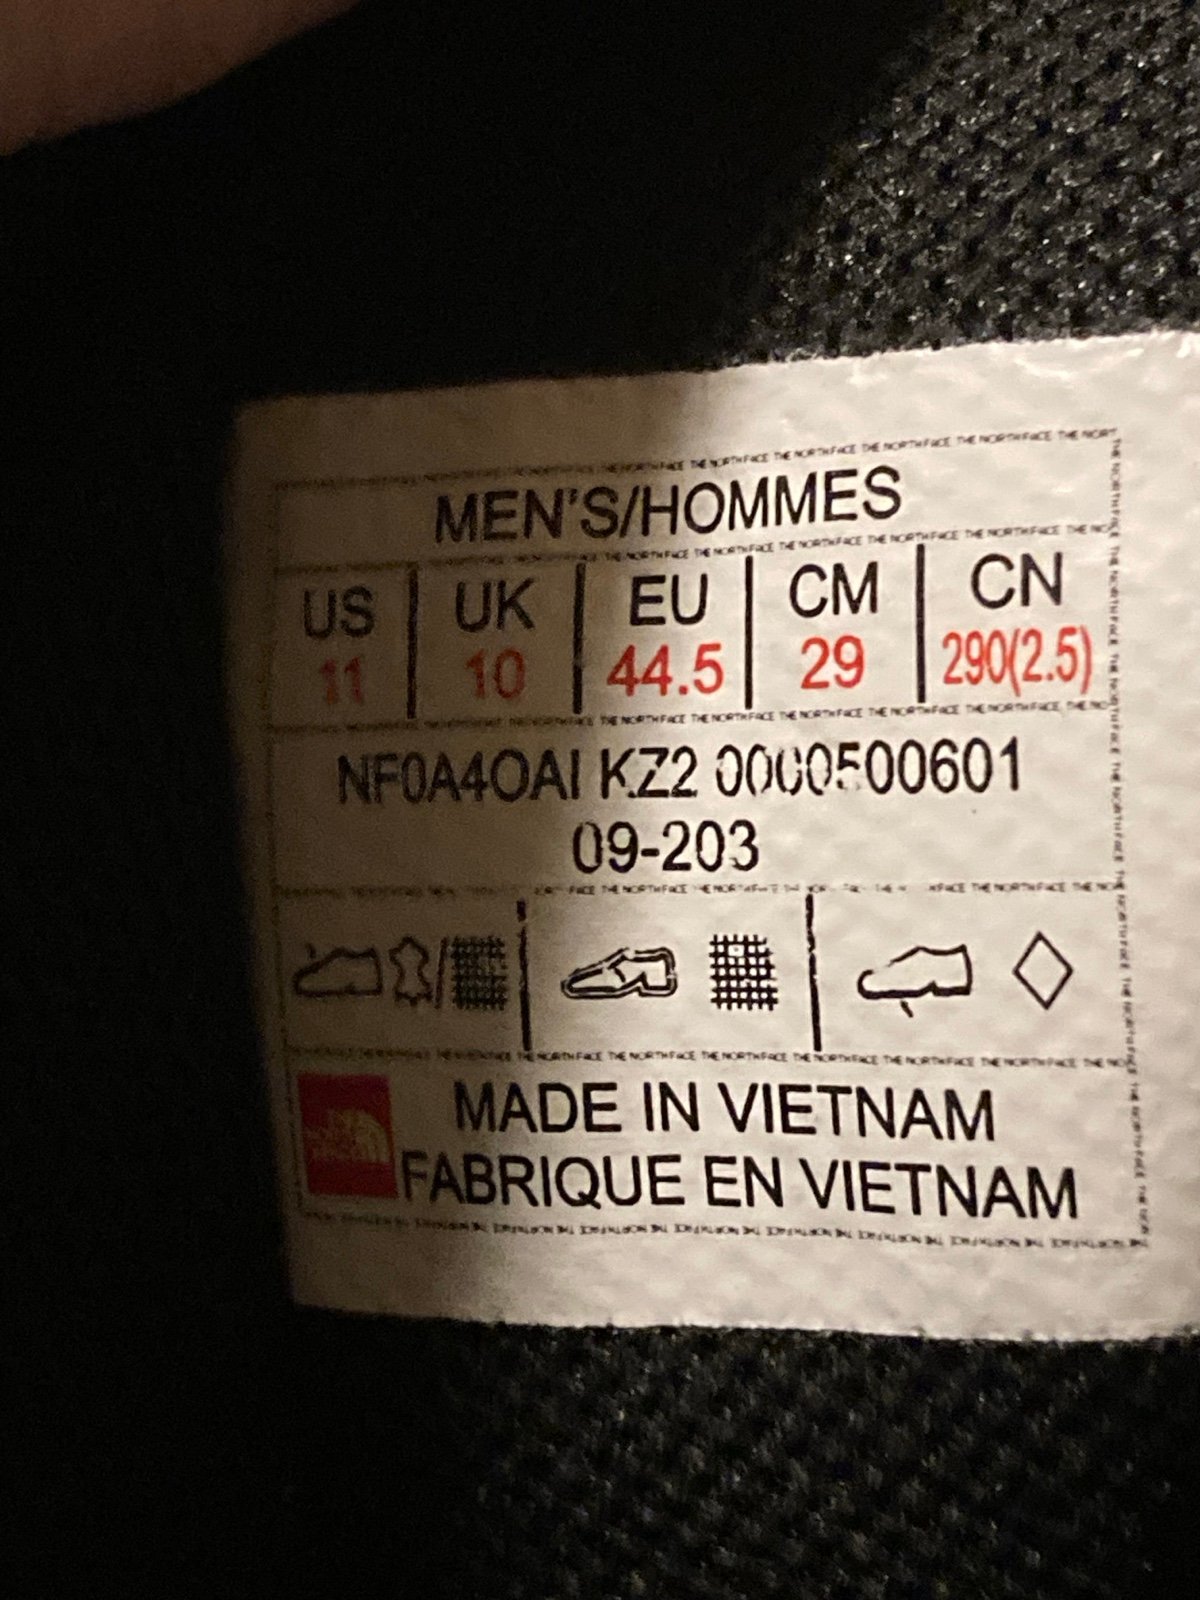 MEN'S/HOMMES
US UK EU CM CN
11 10 44.5 29 290(2.5)
NF0A4OAI KZ2 0000500601
09-203
MADE IN VIETNAM
FABRIQUE EN VIETNAM